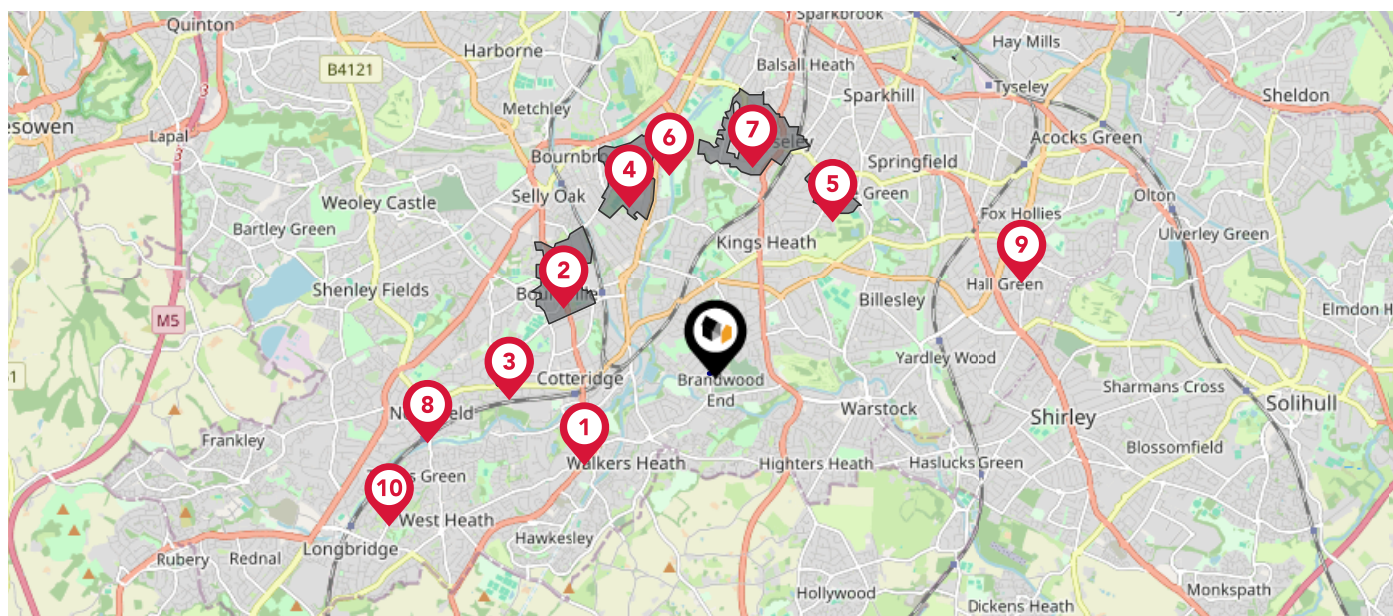 Quinton
Sparkbrook
Harborne
Hay Mills
B4121
Balsall Heath
Tyseley
Sparkhill
Sheldon
Metchley
esowen
Lapal
3
Acocks Green
7
6
Bournbr
seley
Springfield
3
4
5
Selly Oak
Green
Olton
Weoley Castle
Fox Hollies
Bartley Green
Kings Heath
9
Ulverley Green
2
Hall Green
Shenley Fields
Billesley
Elmdon H
M5
Yardley Wood
3
Cotteridge
Brandwood
End
Sharmans Cross
8
N field
Warstock
Solihull
1
Shirley
Frankley
Blossomfield
Walkers Heath
Highters Heath
Haslucks Green
s Green
10
West Heath
Hawkesley
Longbridge
Rubery
Rednal
Hollywood
Monkspath
Dickens Heath